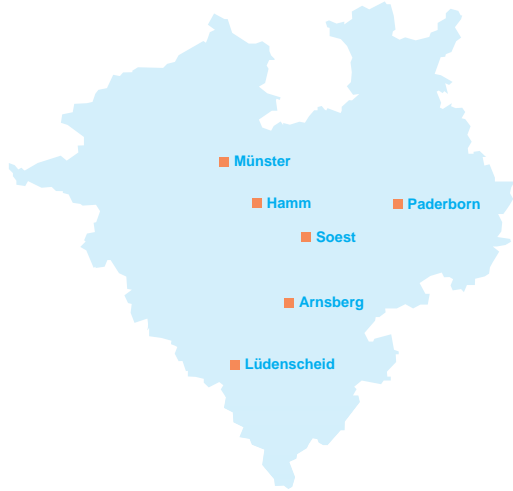 Münster
Hamm
Paderborn
Soest
Arnsberg
Lüdenscheid